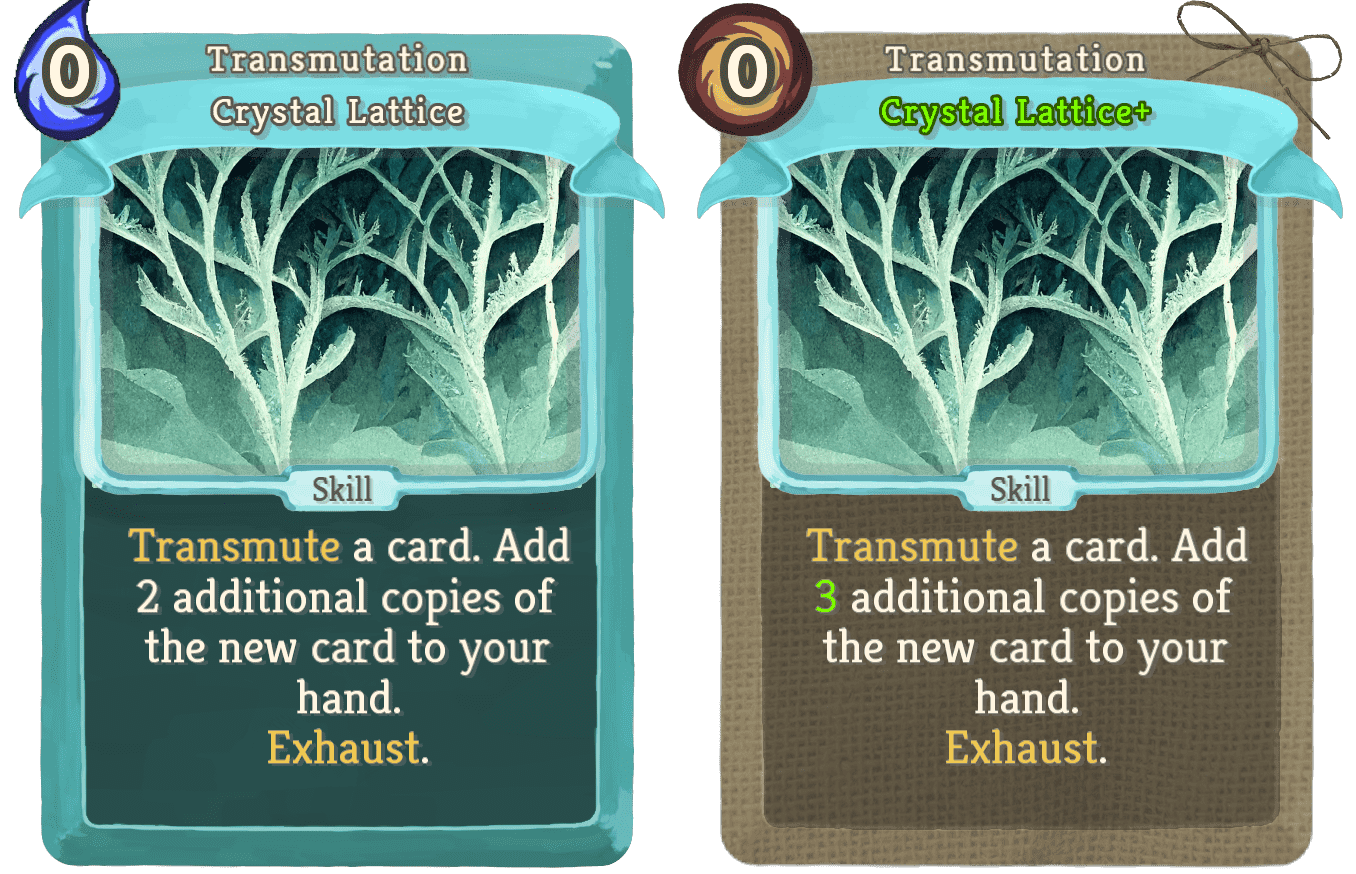 0
Transmutation
Crystal Lattice
Skill
Transmute a card. Add
2 additional copies of
the new card to your
hand.
Exhaust.
0
Transmutation
Crystal Lattice+
Skill
Transmute a card. Add
3 additional copies of
the new card to your
hand.
Exhaust.